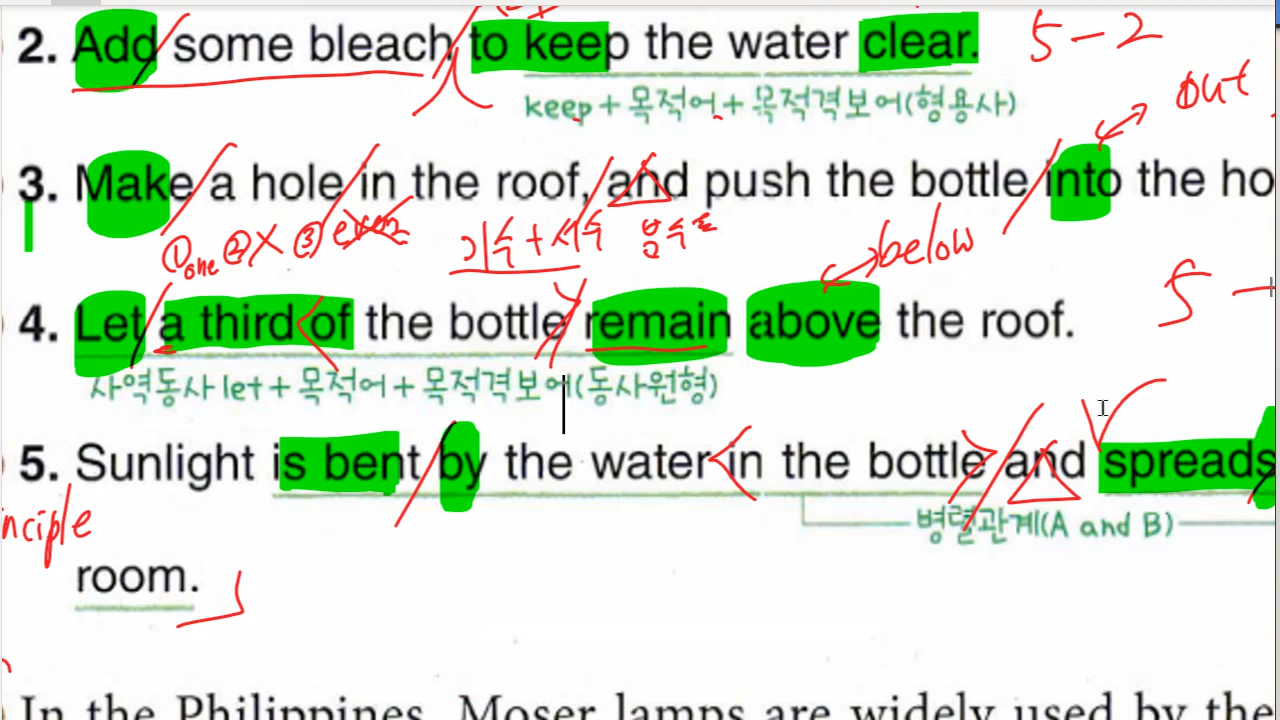 2. Add some bleach to keep the water clear. 5-2
keep + 목적어 + 목적격보어(형용사)
out
3. Make a hole in the roof, and push the bottle into the ho
①one ②X ③ 기수+서수
below
4. Let a third of the bottle remain above the roof. 5-
사역동사 let + 목적어 + 목적격보어(동사원형)
5. Sunlight is bent by the water in the bottle and spreads
nciple
병렬관계(A and B)
room.
In the Philippines, Moser lamps are widely used by the